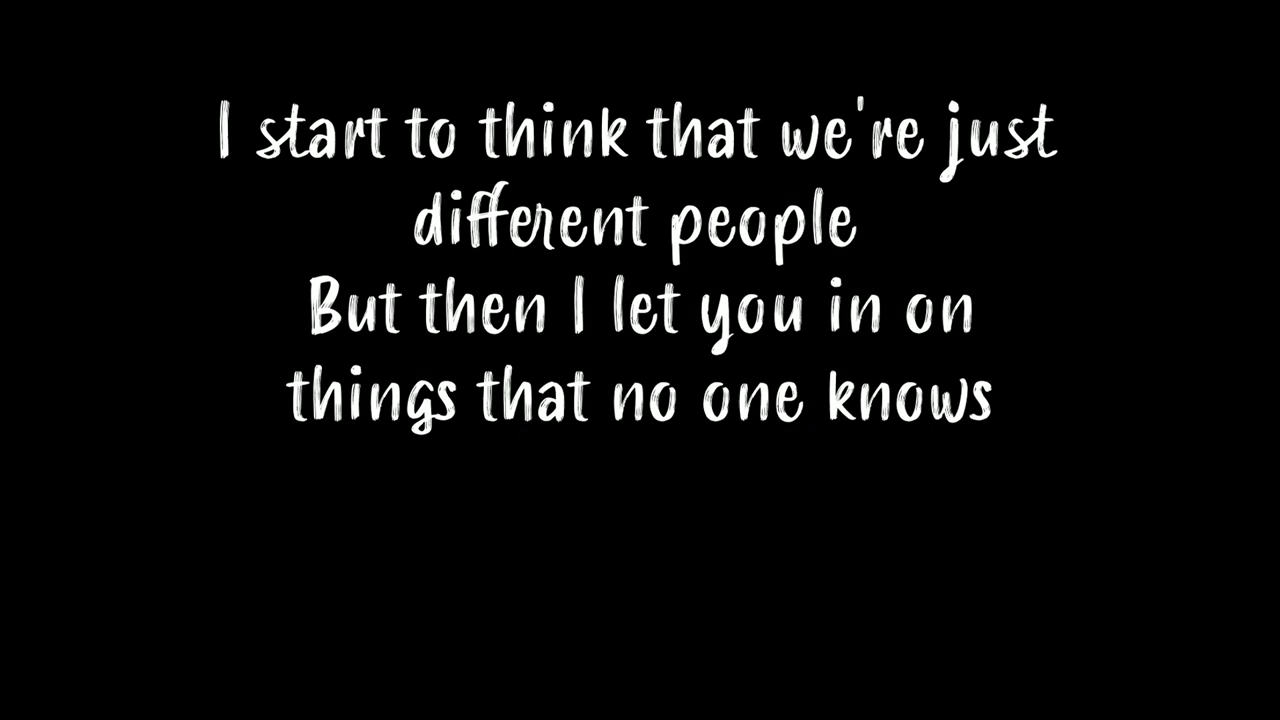 I start to think that we're just
different people
But then I let you in on
things that no one knows